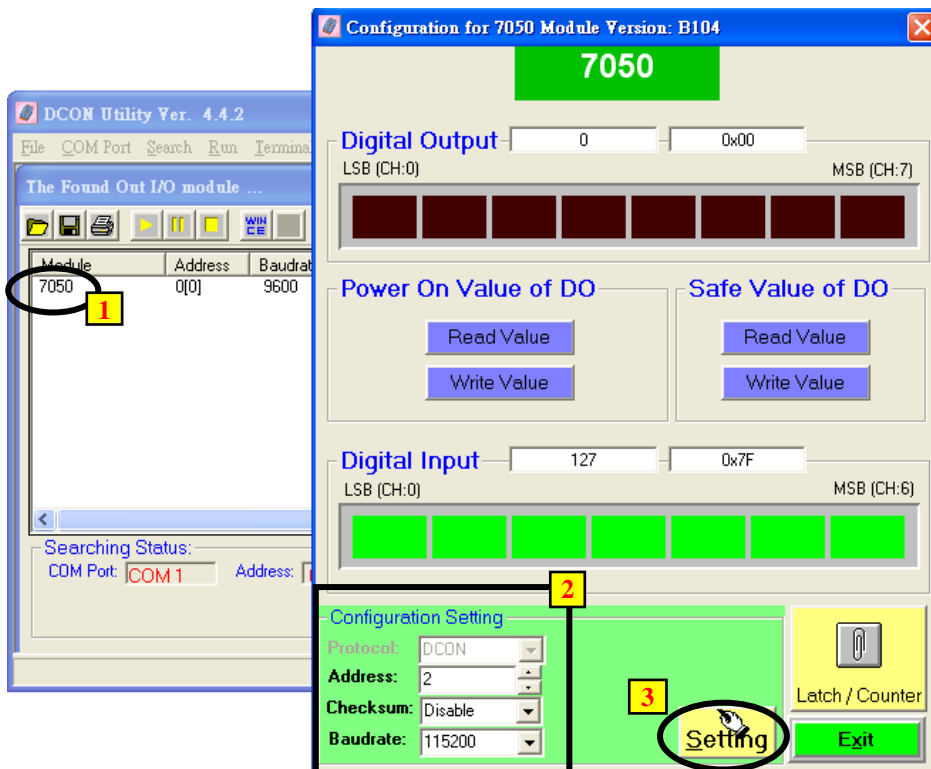 Configuration for 7050 Module Version: B104
7050
DCON Utility Ver. 4.4.2
File COM Port Search Run
The Found Out I/O module ...
WIN CE
Module Address
7050 0[0] 9600
1
Searching Status:
COM Port: COM 1 Address:
Digital Output 0 0x00
LSB (CH:0) MSB (CH:7)
Power On Value of DO Safe Value of DO
Read Value Read Value
Write Value Write Value
Digital Input 127 0x7F
LSB (CH:0) MSB (CH:6)
2
Configuration Setting
Protocol: DCON
Address: 2
Checksum: Disable
Baudrate: 115200
3
Setting
Latch / Counter
Exit